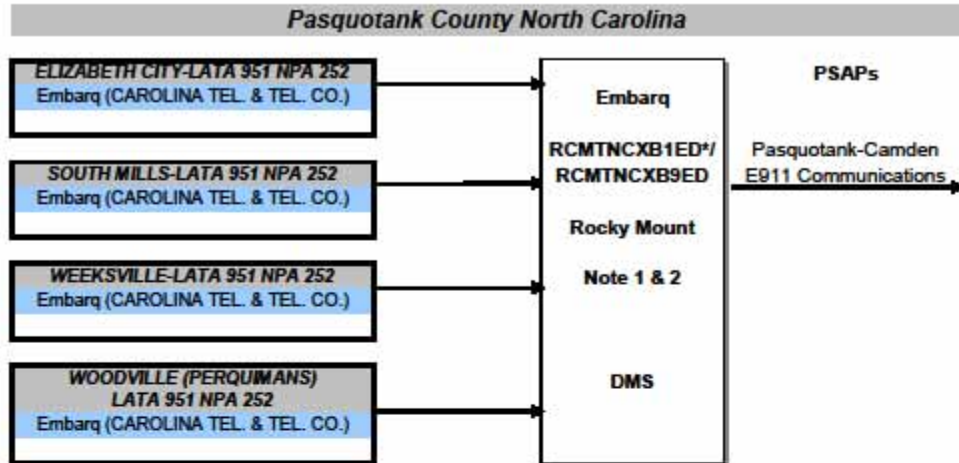 Pasquotank County North Carolina
ELIZABETH CITY-LATA 951 NPA 252
Embarq (CAROLINA TEL. & TEL. CO.)
SOUTH MILLS-LATA 951 NPA 252
Embarq (CAROLINA TEL. & TEL. CO.)
WEEKSVILLE-LATA 951 NPA 252
Embarq (CAROLINA TEL. & TEL. CO.)
WOODVILLE (PERQUIMANS)
LATA 951 NPA 252
Embarq (CAROLINA TEL. & TEL. CO.)
Embarq
RCMTNCXB1ED*/
RCMTNCXB9ED
Rocky Mount
Note 1 & 2
DMS
PSAPs
Pasquotank-Camden
E911 Communications